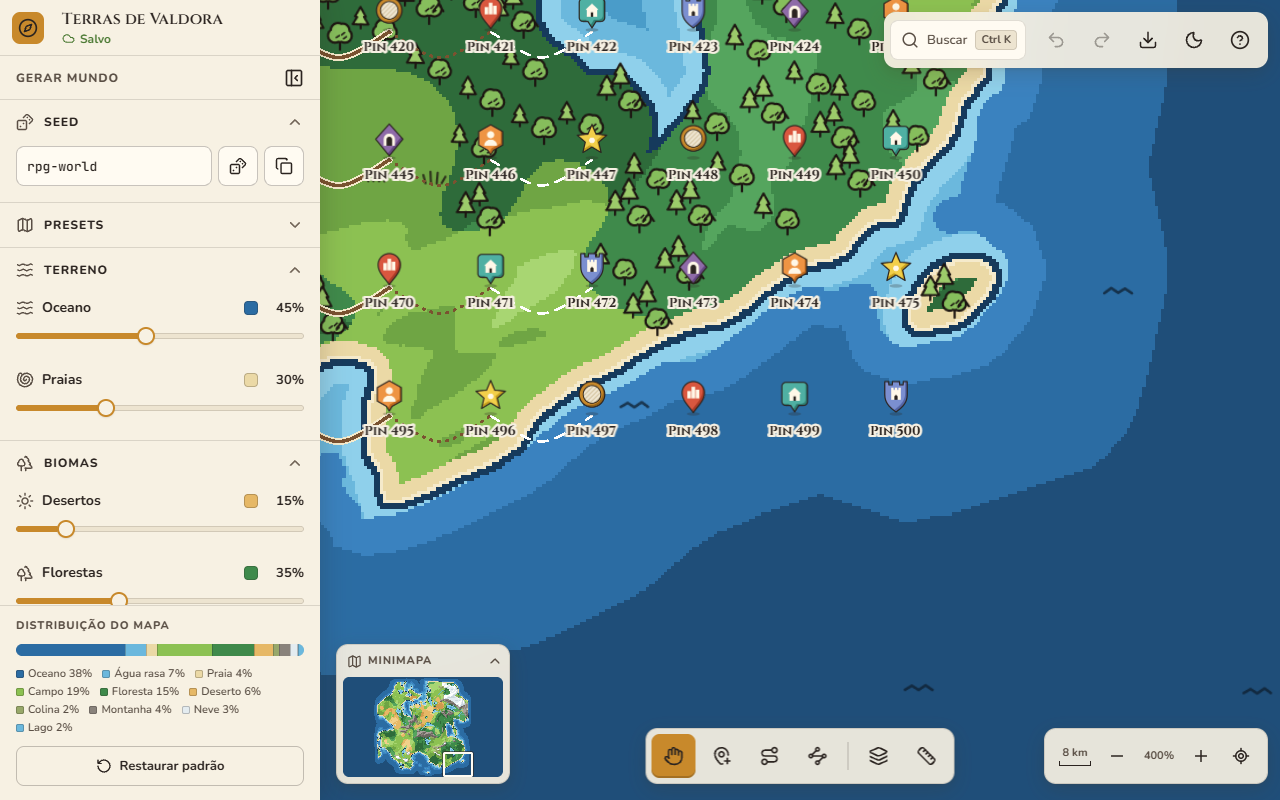 Terras de Valdora
Salvo
GERAR MUNDO
SEED
rpg-world
PRESETS
TERRENO
Oceano 45%
Praias 30%
BIOMAS
Desertos 15%
Florestas 35%
DISTRIBUIÇÃO DO MAPA
Oceano 38% Água rasa 7% Praia 4%
Campo 19% Floresta 15% Deserto 6%
Colina 2% Montanha 4% Neve 3%
Lago 2%
Restaurar padrão
Buscar Ctrl K
Pin 420 Pin 421 Pin 422 Pin 423 Pin 424
Pin 445 Pin 446 Pin 447 Pin 448 Pin 449 Pin 450
Pin 470 Pin 471 Pin 472 Pin 473 Pin 474 Pin 475
Pin 495 Pin 496 Pin 497 Pin 498 Pin 499 Pin 500
MINIMAPA
8 km
400%